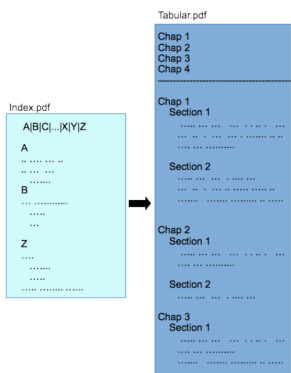 Tabular.pdf
Chap 1
Chap 2
Chap 3
Chap 4
Index.pdf
A|B|C|...|X|Y|Z
A
B
Z
Chap 1
Section 1
Section 2
Chap 2
Section 1
Section 2
Chap 3
Section 1